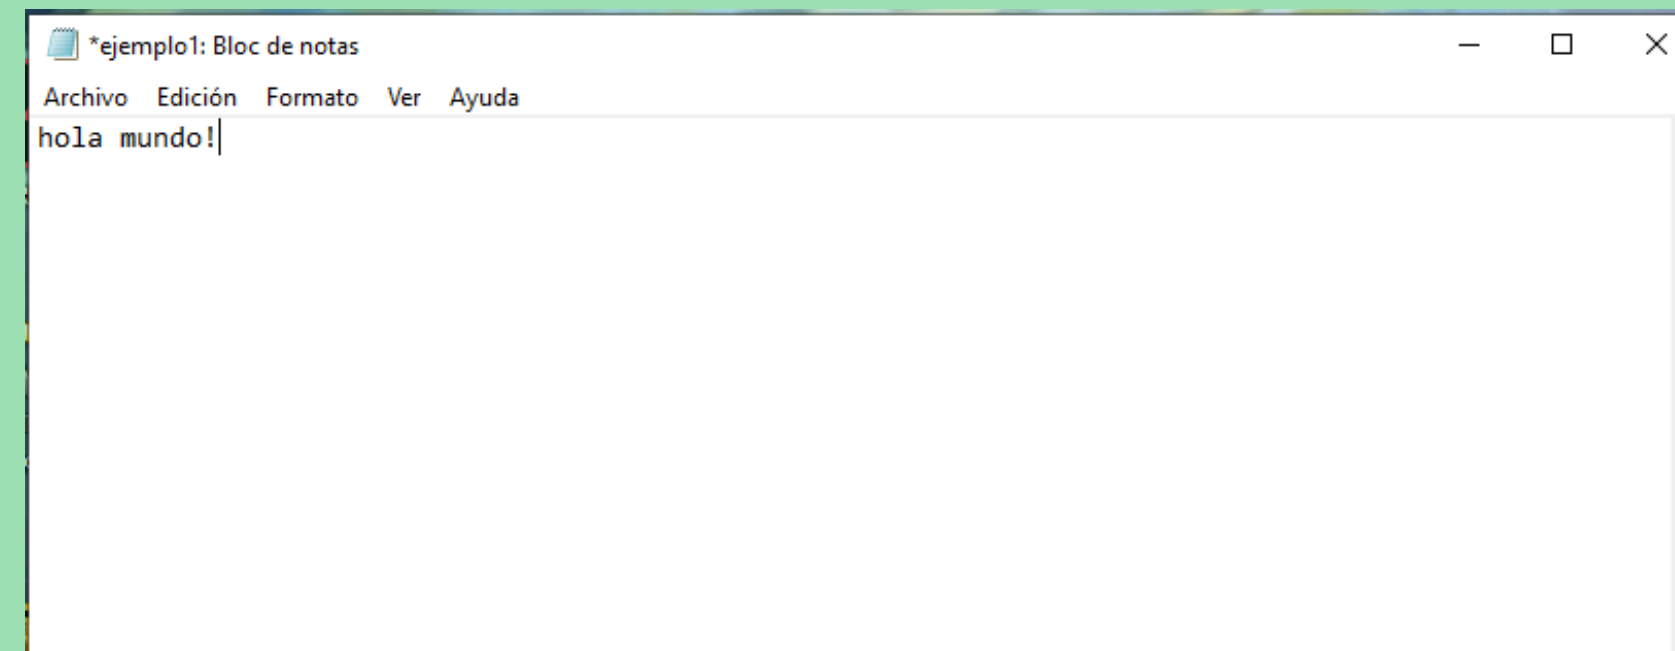 *ejemplo1: Bloc de notas
Archivo Edición Formato Ver Ayuda
hola mundo!